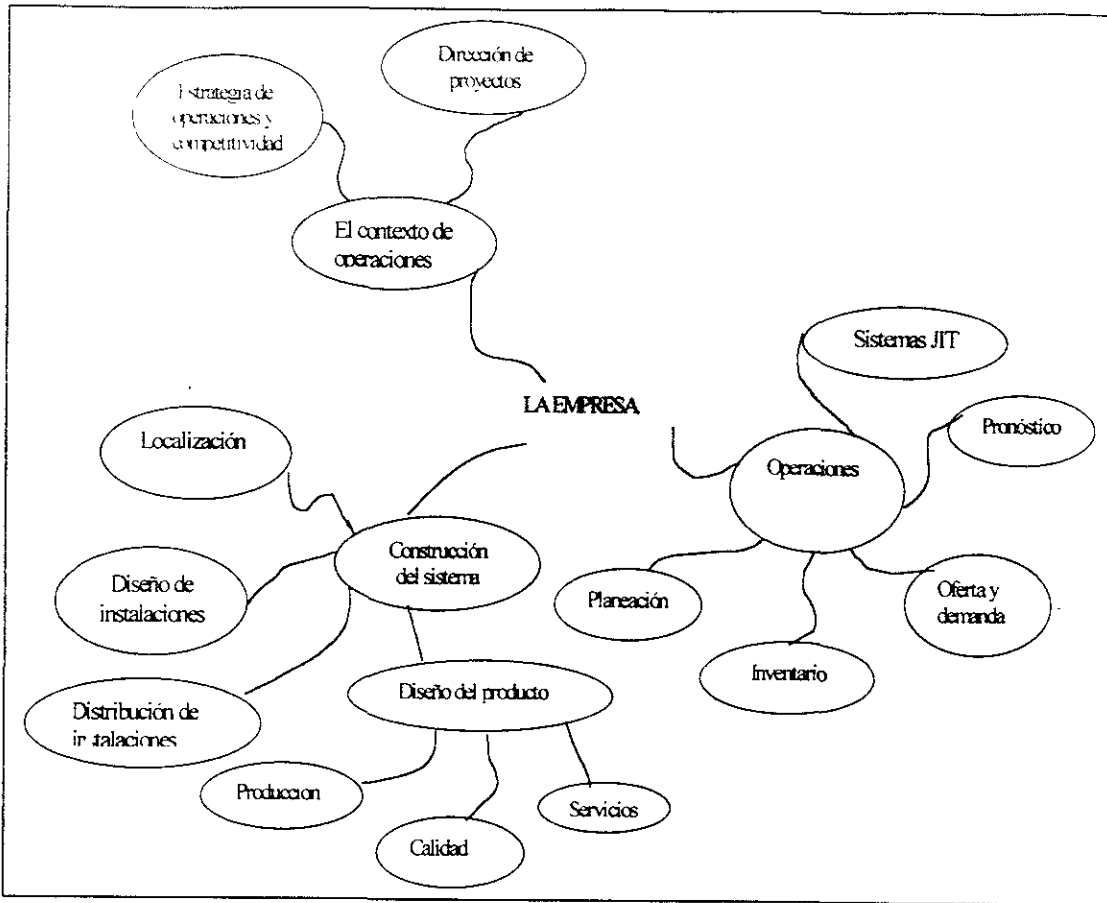 Dirección de
proyectos
Estrategia de
operaciones y
competitividad
El contexto de
operaciones
Sistemas JIT
LA EMPRESA
Pronóstico
Localización
Operaciones
Construcción
del sistema
Diseño de
instalaciones
Planeación
Oferta y
demanda
Inventario
Diseño del producto
Distribución de
instalaciones
Produccion
Servicios
Calidad